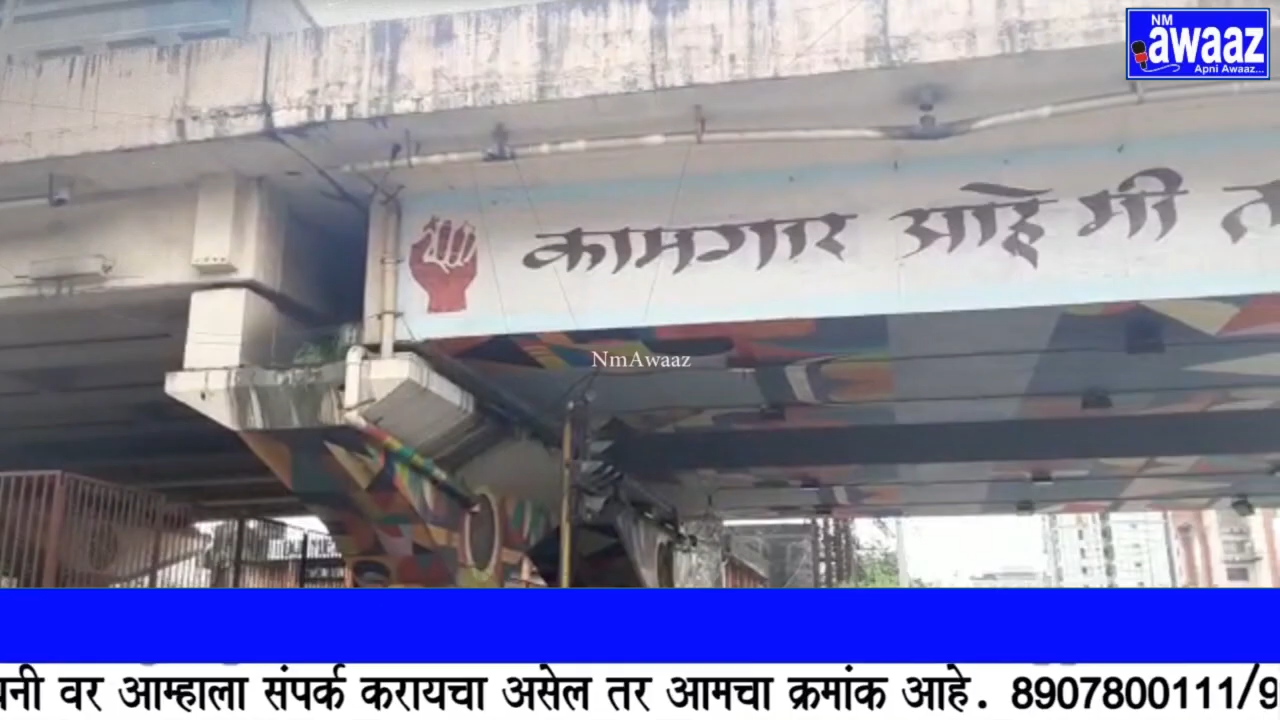 NM
awaaz
Apni Awaaz...
कामगार आहे मी
NmAwaaz
वर आम्हाला संपर्क करायचा असेल तर आमचा क्रमांक आहे. 8907800111/9